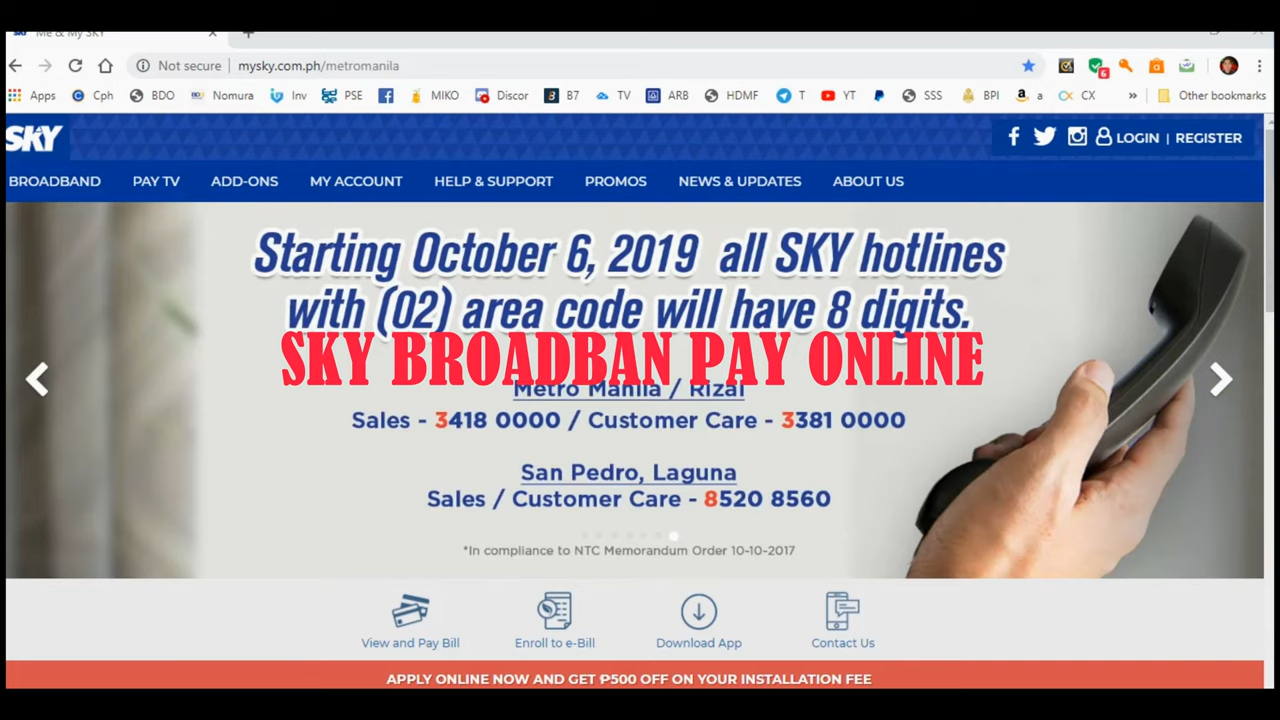 Me & My SKY
Not secure | mysky.com.ph/metromanila
6
Apps Cph BDO Nomura Inv PSE MIKO Discor B7 TV ARB HDMF T YT SSS BPI a CX » Other bookmarks
SKY
LOGIN | REGISTER
BROADBAND PAY TV ADD-ONS MY ACCOUNT HELP & SUPPORT PROMOS NEWS & UPDATES ABOUT US
Starting October 6, 2019 all SKY hotlines
with (02) area code will have 8 digits.
SKY BROADBAN PAY ONLINE
Metro Manila / Rizal
Sales - 3418 0000 / Customer Care - 3381 0000
San Pedro, Laguna
Sales / Customer Care - 8520 8560
*In compliance to NTC Memorandum Order 10-10-2017
View and Pay Bill Enroll to e-Bill Download App Contact Us
APPLY ONLINE NOW AND GET ₱500 OFF ON YOUR INSTALLATION FEE